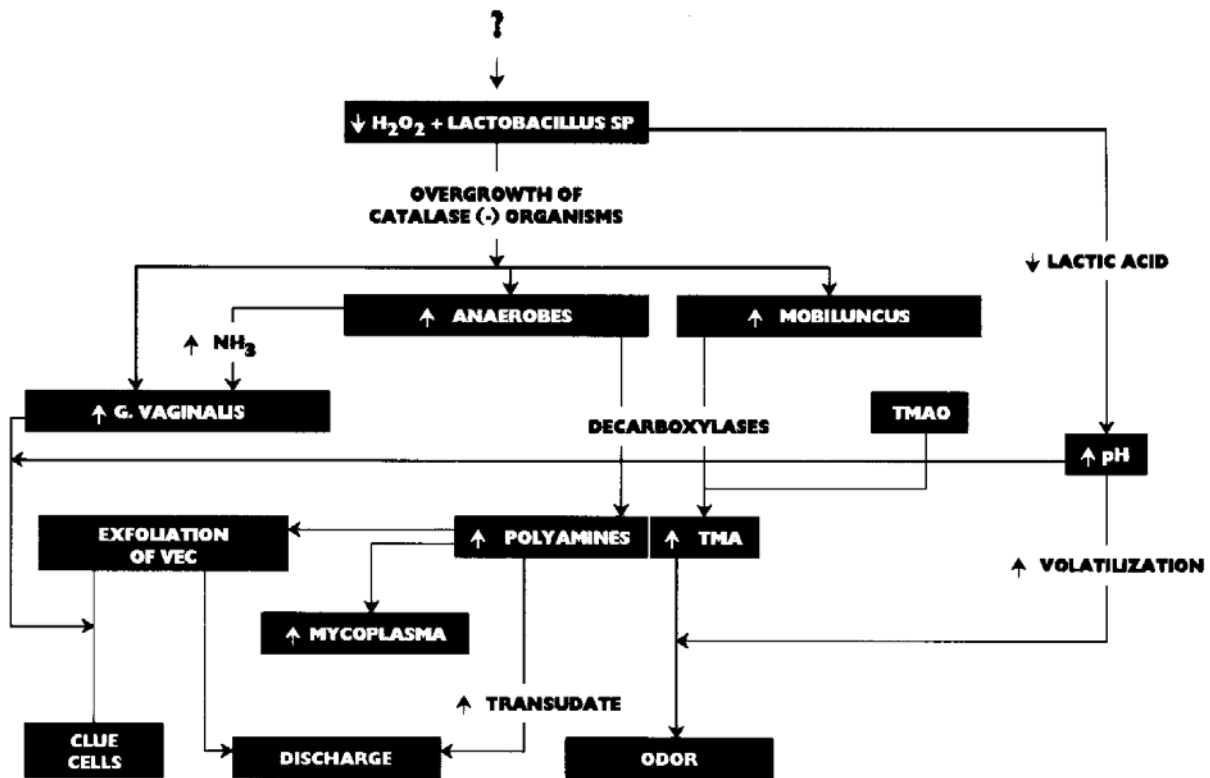 ?
↓ H2O2 + LACTOBACILLUS SP
OVERGROWTH OF
CATALASE (-) ORGANISMS
↓ LACTIC ACID
↑ ANAEROBES
↑ MOBILUNCUS
↑ NH3
↑ G. VAGINALIS
TMAO
DECARBOXYLASES
↑ pH
EXFOLIATION
OF VEC
↑ POLYAMINES
↑ TMA
↑ VOLATILIZATION
↑ MYCOPLASMA
↑ TRANSUDATE
CLUE
CELLS
DISCHARGE
ODOR